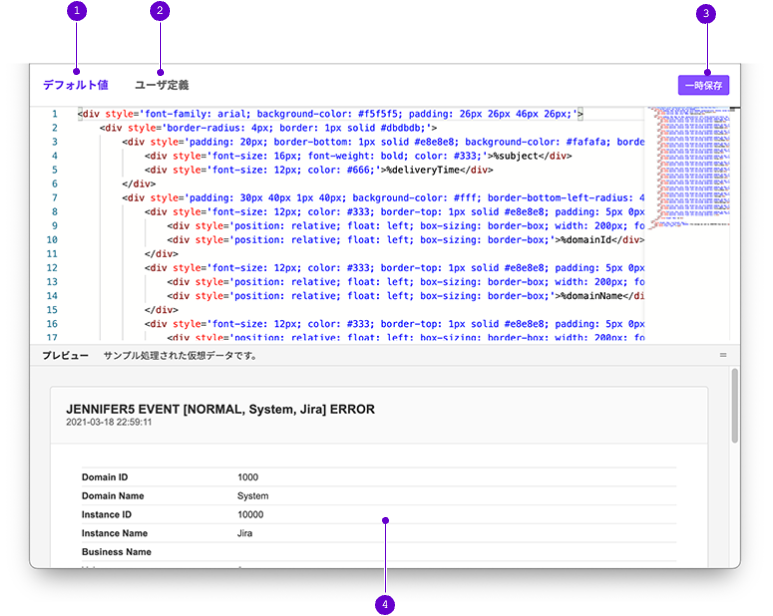 1
2
3
デフォルト値 ユーザ定義 一時保存
1 <div style='font-family: arial; background-color: #f5f5f5; padding: 26px 26px 46px 26px;'>
2 <div style='border-radius: 4px; border: 1px solid #dbdbdb;'>
3 <div style='padding: 20px; border-bottom: 1px solid #e8e8e8; background-color: #fafafa; borde
4 <div style='font-size: 16px; font-weight: bold; color: #333;'>%subject</div>
5 <div style='font-size: 12px; color: #666;'>%deliveryTime</div>
6 </div>
7 <div style='padding: 30px 40px 1px 40px; background-color: #fff; border-bottom-left-radius: 4
8 <div style='font-size: 12px; color: #333; border-top: 1px solid #e8e8e8; padding: 5px 0px
9 <div style='position: relative; float: left; box-sizing: border-box; width: 200px; fo
10 <div style='position: relative; float: left; box-sizing: border-box;'>%domainId</div>
11 </div>
12 <div style='font-size: 12px; color: #333; border-top: 1px solid #e8e8e8; padding: 5px 0px
13 <div style='position: relative; float: left; box-sizing: border-box; width: 200px; fo
14 <div style='position: relative; float: left; box-sizing: border-box;'>%domainName</di
15 </div>
16 <div style='font-size: 12px; color: #333; border-top: 1px solid #e8e8e8; padding: 5px 0px
17 <div style='position: relative; float: left; box-sizing: border-box; width: 200px; fo
プレビュー サンプル処理された仮想データです。
JENNIFER5 EVENT [NORMAL, System, Jira] ERROR
2021-03-18 22:59:11
Domain ID 1000
Domain Name System
Instance ID 10000
Instance Name Jira
Business Name
4